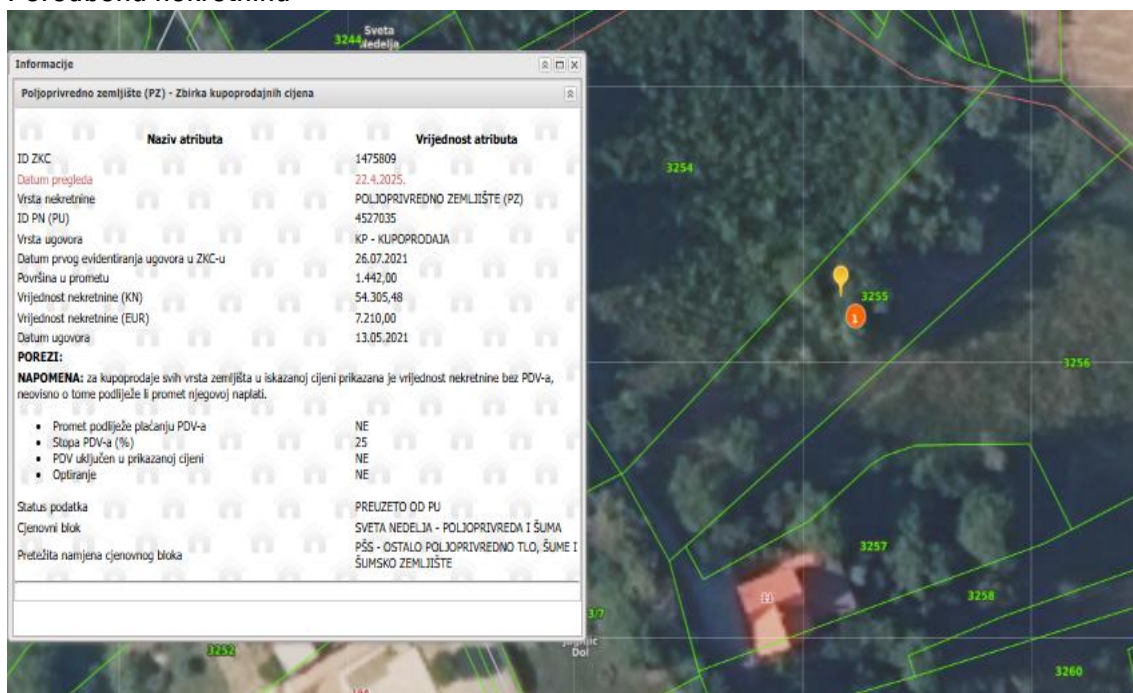 Poredbena nekretnina
Sveta
Nedelja
3244
Informacije
Poljoprivredno zemljište (PZ) - Zbirka kupoprodajnih cijena
Naziv atributa Vrijednost atributa
ID ZKC 1475809
Datum pregleda 22.4.2025.
Vrsta nekretnine POLJOPRIVREDNO ZEMLJIŠTE (PZ)
ID PN (PU) 4527035
Vrsta ugovora KP - KUPOPRODAJA
Datum prvog evidentiranja ugovora u ZKC-u 26.07.2021
Površina u prometu 1.442,00
Vrijednost nekretnine (KN) 54.305,48
Vrijednost nekretnine (EUR) 7.210,00
Datum ugovora 13.05.2021
POREZI:
NAPOMENA: za kupoprodaje svih vrsta zemljišta u iskazanoj cijeni prikazana je vrijednost nekretnine bez PDV-a,
neovisno o tome podliježe li promet njegovoj naplati.
• Promet podliježe plaćanju PDV-a NE
• Stopa PDV-a (%) 25
• PDV uključen u prikazanoj cijeni NE
• Optiranje NE
Status podatka PREUZETO OD PU
Cjenovni blok SVETA NEDELJA - POLJOPRIVREDA I ŠUMA
Pretežita namjena cjenovnog bloka PŠS - OSTALO POLJOPRIVREDNO TLO, ŠUME I
ŠUMSKO ZEMLJIŠTE
3254
3255
1
3256
3257
11
3258
3/7
Dol
3252
3260